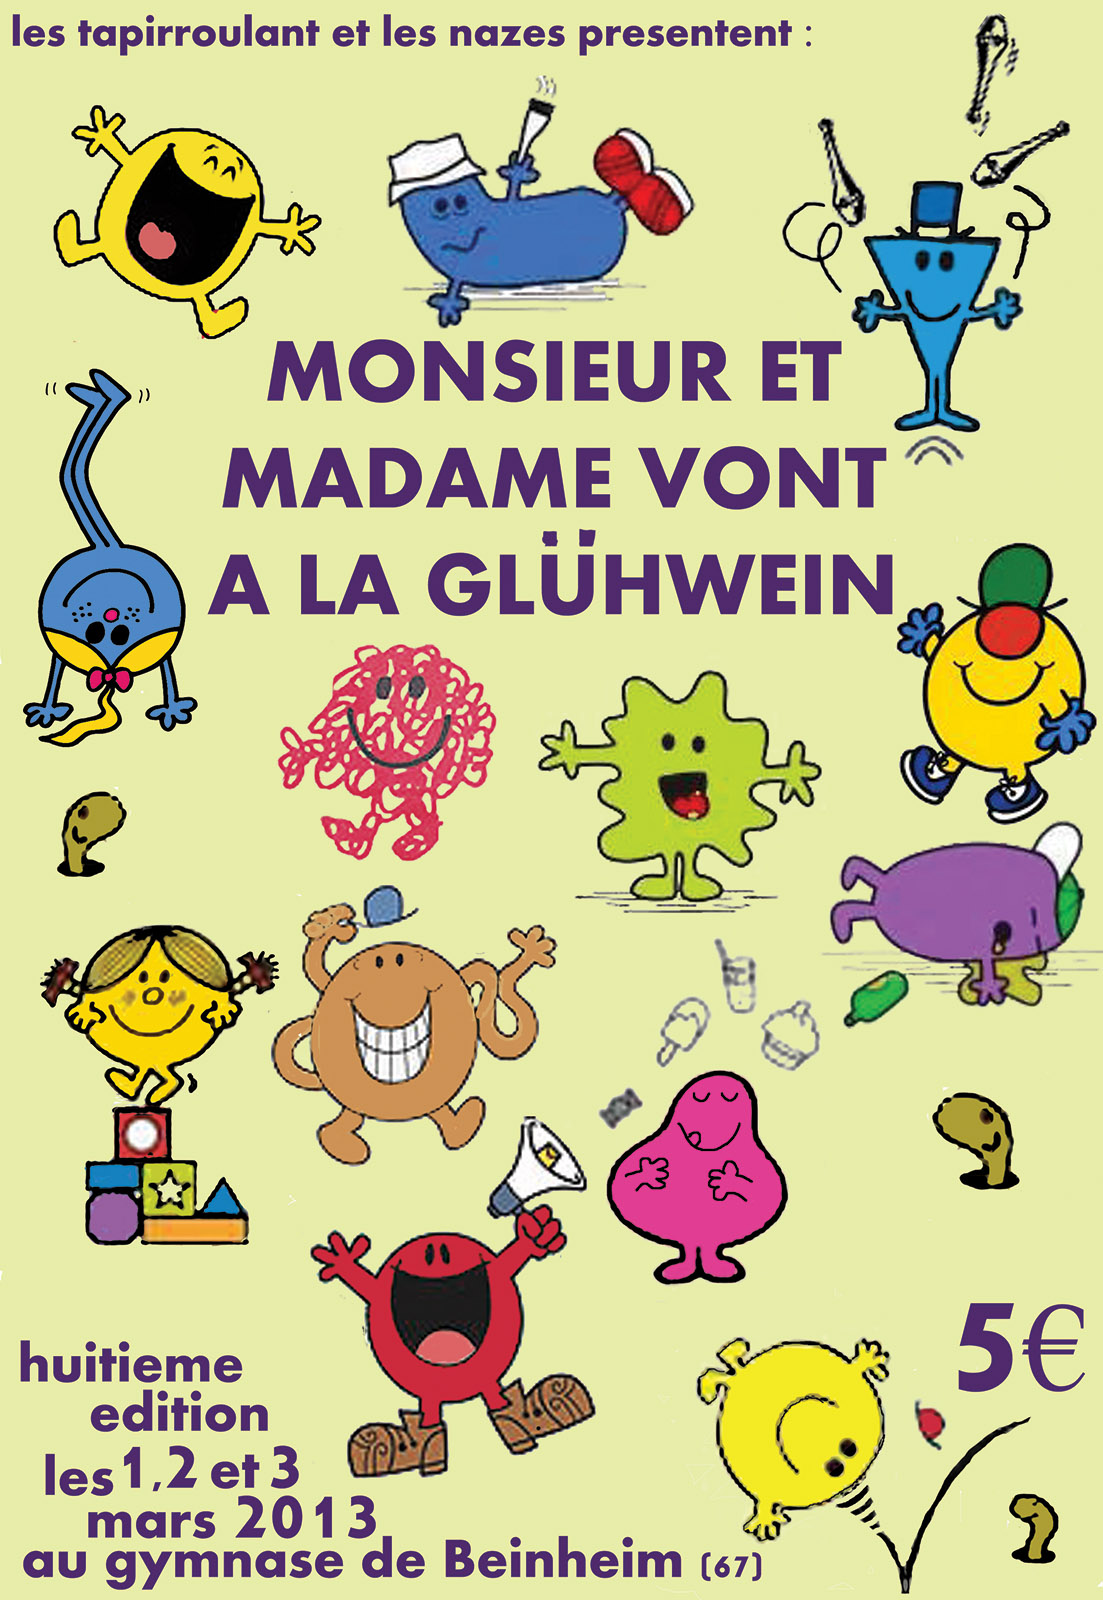 les tapirroulant et les nazes presentent :
MONSIEUR ET
MADAME VONT
A LA GLÜHWEIN
5€
huitieme
edition
les 1,2 et 3
mars 2013
au gymnase de Beinheim (67)